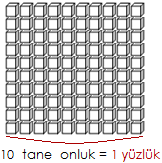 10 tane onluk = 1 yüzlük